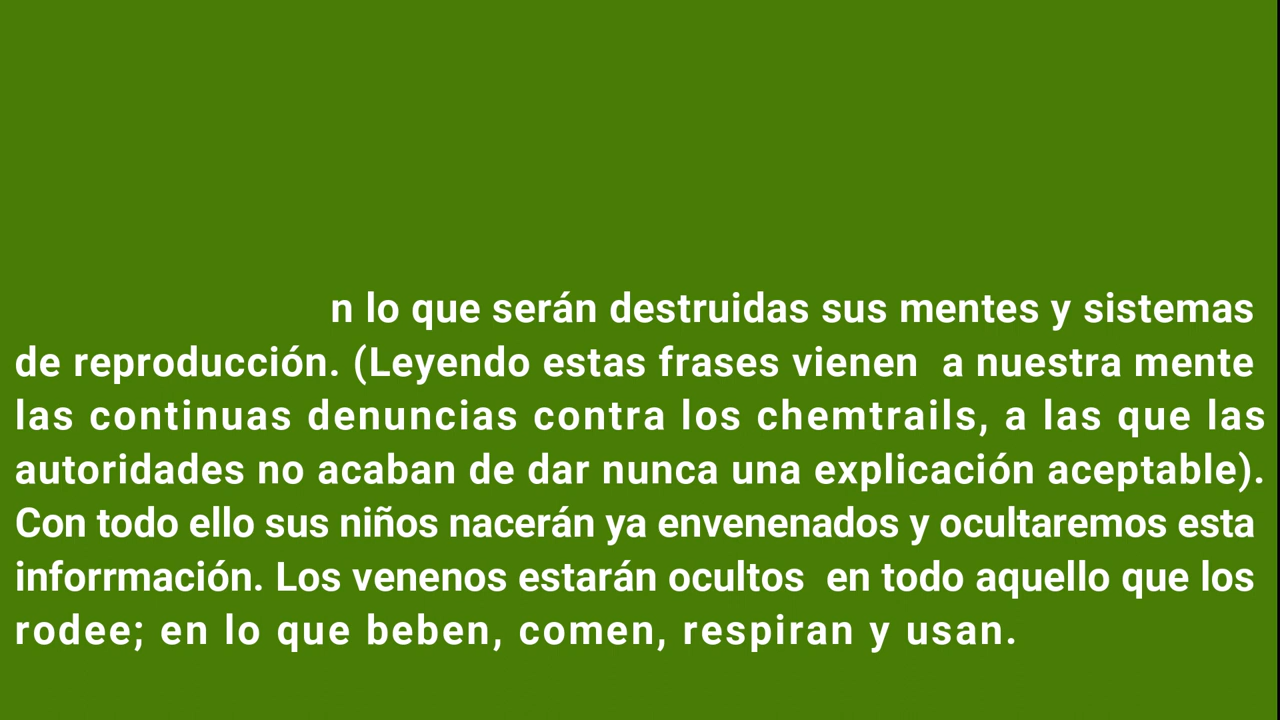 n lo que serán destruidas sus mentes y sistemas
de reproducción. (Leyendo estas frases vienen  a nuestra mente
las continuas denuncias contra los chemtrails, a las que las
autoridades no acaban de dar nunca una explicación aceptable).
Con todo ello sus niños nacerán ya envenenados y ocultaremos esta
inforrmación. Los venenos estarán ocultos  en todo aquello que los
rodee; en lo que beben, comen, respiran y usan.